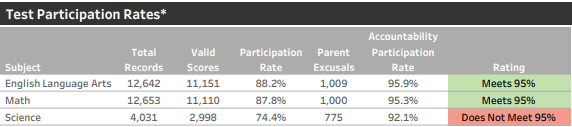 Test Participation Rates*
Subject Total Records Valid Scores Participation Rate Parent Excusals Accountability Participation Rate Rating
English Language Arts 12,642 11,151 88.2% 1,009 95.9% Meets 95%
Math 12,653 11,110 87.8% 1,000 95.3% Meets 95%
Science 4,031 2,998 74.4% 775 92.1% Does Not Meet 95%